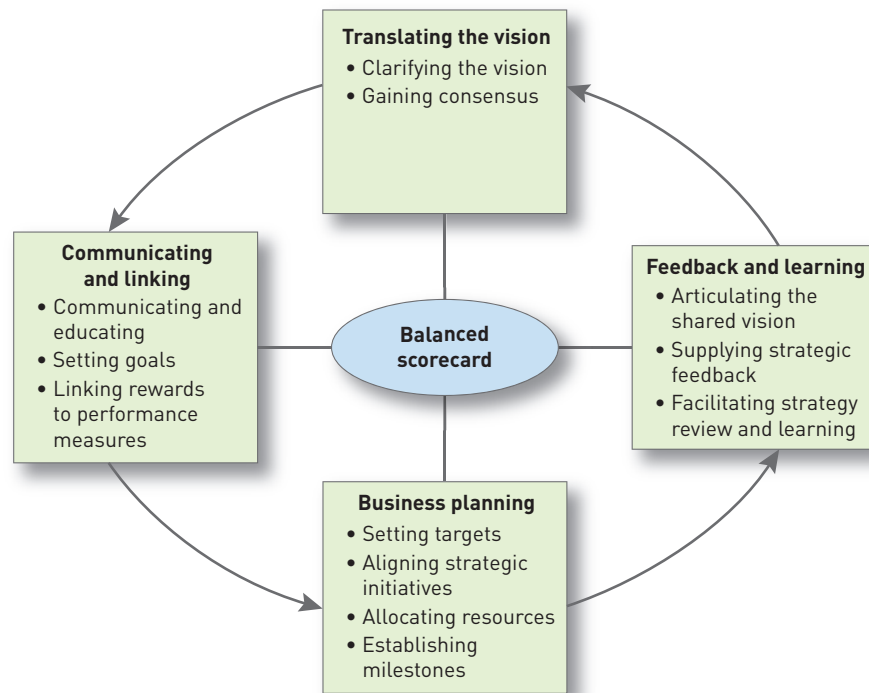 Translating the vision
• Clarifying the vision
• Gaining consensus
Communicating
and linking
• Communicating and
educating
• Setting goals
• Linking rewards
to performance
measures
Balanced
scorecard
Feedback and learning
• Articulating the
shared vision
• Supplying strategic
feedback
• Facilitating strategy
review and learning
Business planning
• Setting targets
• Aligning strategic
initiatives
• Allocating resources
• Establishing
milestones